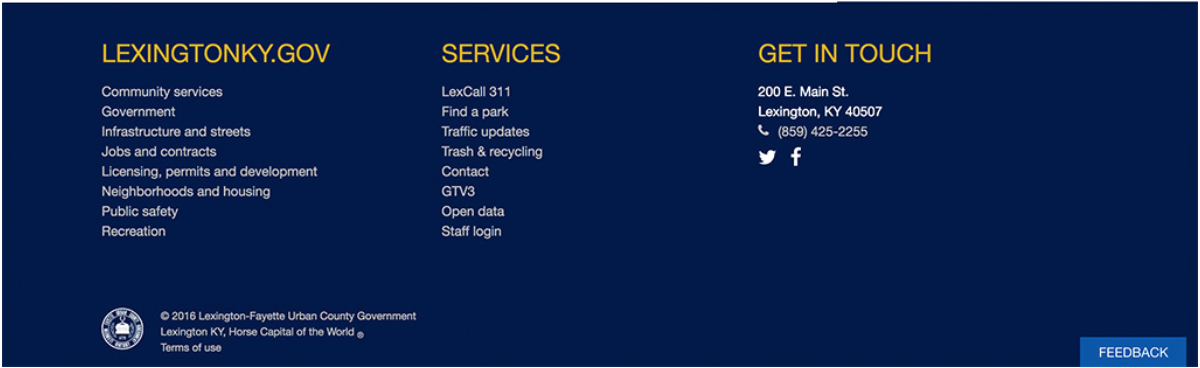 LEXINGTONKY.GOV
Community services
Government
Infrastructure and streets
Jobs and contracts
Licensing, permits and development
Neighborhoods and housing
Public safety
Recreation
SERVICES
LexCall 311
Find a park
Traffic updates
Trash & recycling
Contact
GTV3
Open data
Staff login
GET IN TOUCH
200 E. Main St.
Lexington, KY 40507
(859) 425-2255
© 2016 Lexington-Fayette Urban County Government
Lexington KY, Horse Capital of the World ®
Terms of use
FEEDBACK